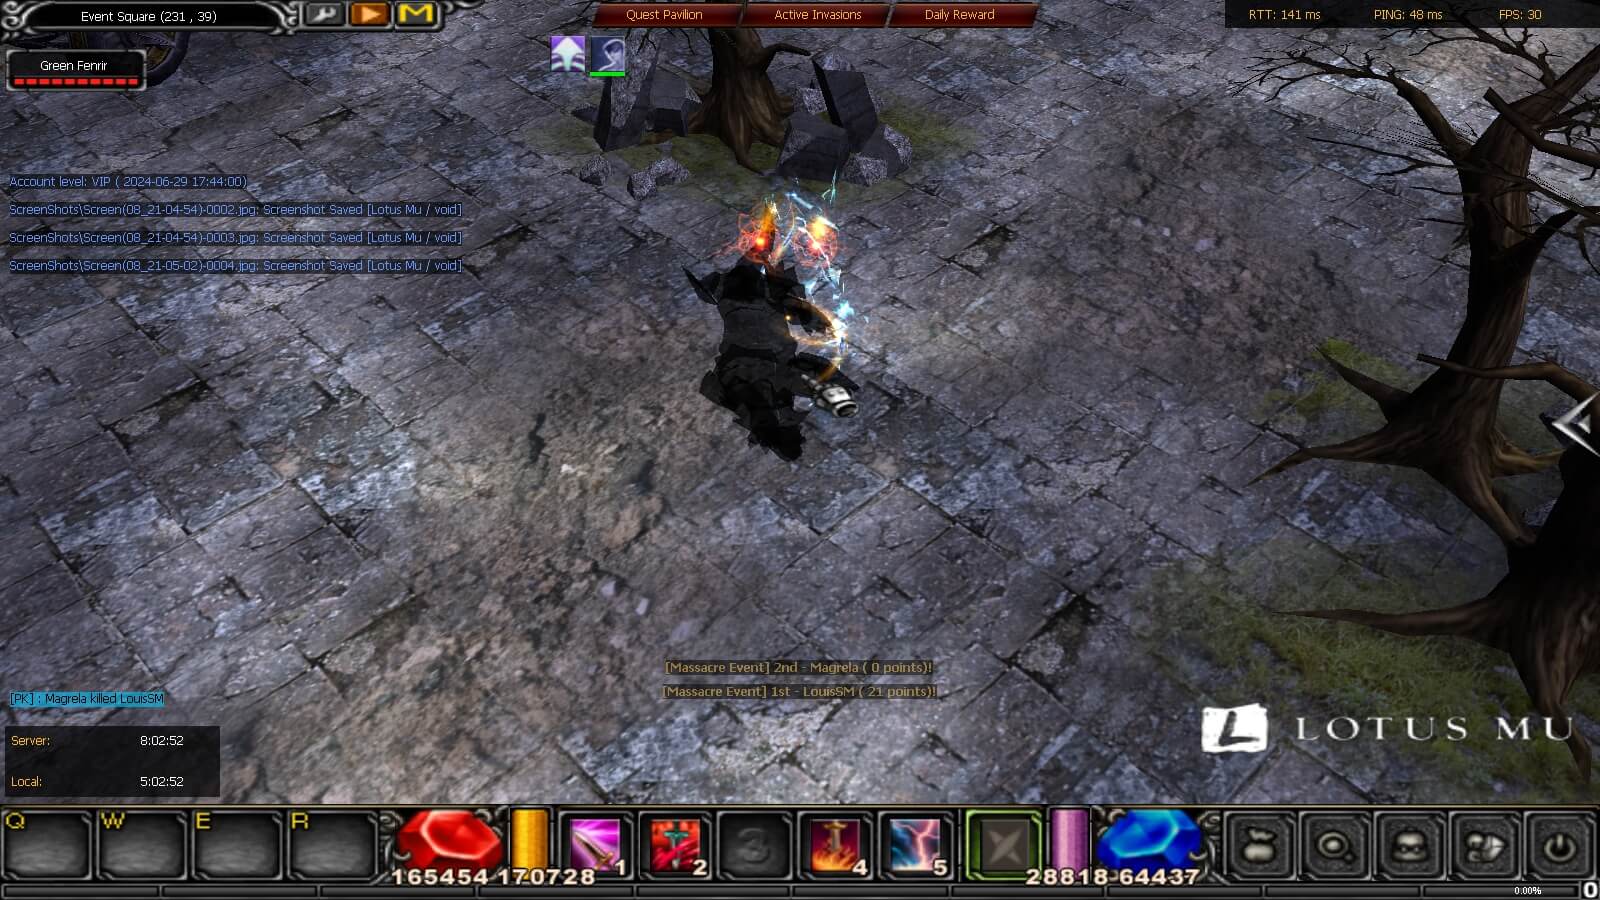 Event Square (231 , 39)
Quest Pavilion
Active Invasions
Daily Reward
RTT: 141 ms
PING: 48 ms
FPS: 30
Green Fenrir
Account level: VIP ( 2024-06-29 17:44:00)
ScreenShots\Screen(08_21-04-54)-0002.jpg: Screenshot Saved [Lotus Mu / void]
ScreenShots\Screen(08_21-04-54)-0003.jpg: Screenshot Saved [Lotus Mu / void]
ScreenShots\Screen(08_21-05-02)-0004.jpg: Screenshot Saved [Lotus Mu / void]
[Massacre Event] 2nd - Magrela ( 0 points)!
[Massacre Event] 1st - LouisSM ( 21 points)!
[PK] : Magrela killed LouisSM
L LOTUS MU
Server: 8:02:52
Local: 5:02:52
Q W E R
1 2 3 4 5
165454 170728 28818 64437
0.00% 0